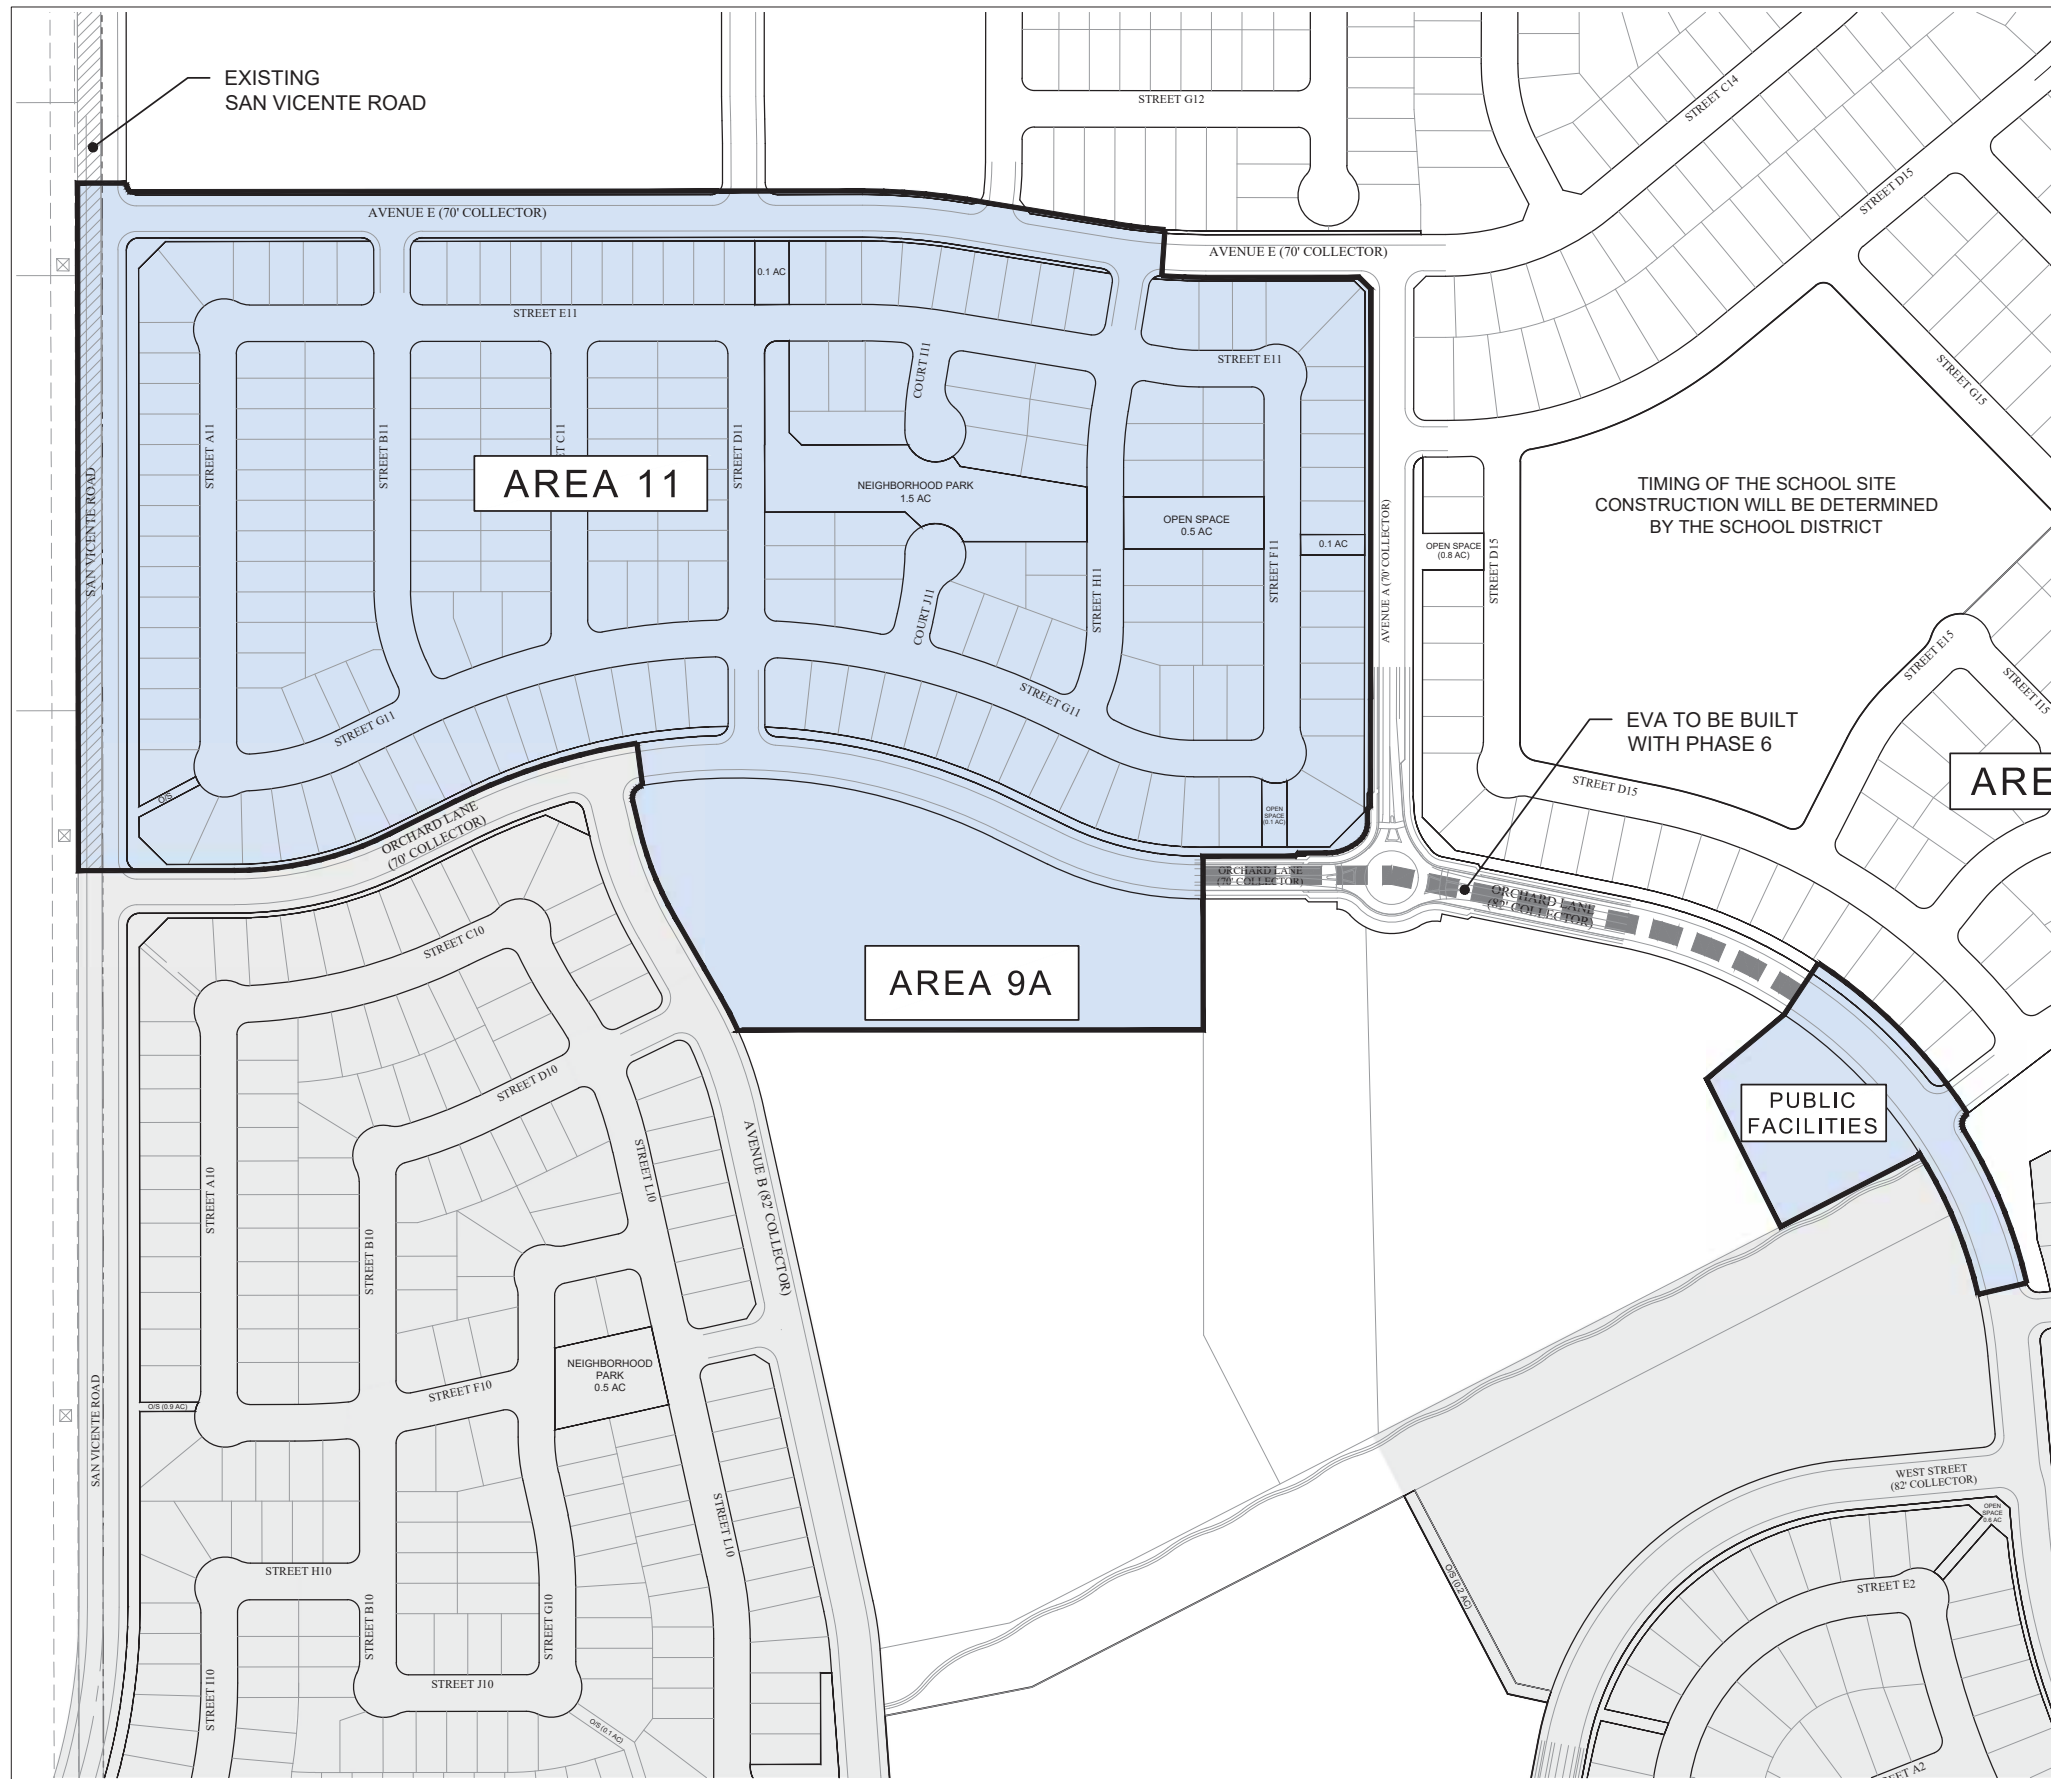 EXISTING
SAN VICENTE ROAD
STREET G12
STREET C14
STREET D15
AVENUE E (70' COLLECTOR)
AVENUE E (70' COLLECTOR)
0.1 AC
STREET E11
STREET E11
COURT I11
STREET G15
STREET A11
STREET B11
C11
STREET D11
AREA 11
NEIGHBORHOOD PARK
1.5 AC
OPEN SPACE
0.5 AC
0.1 AC
STREET F11
STREET H11
COURT J11
SAN VICENTE ROAD
AVENUE A (70' COLLECTOR)
OPEN SPACE
(0.8 AC)
STREET D15
TIMING OF THE SCHOOL SITE
CONSTRUCTION WILL BE DETERMINED
BY THE SCHOOL DISTRICT
STREET E15
STREET I15
STREET G11
STREET G11
EVA TO BE BUILT
WITH PHASE 6
STREET D15
ARE
O/S
OPEN
SPACE
(0.1 AC)
ORCHARD LANE
(70' COLLECTOR)
ORCHARD LANE
(70' COLLECTOR)
ORCHARD LANE
(82' COLLECTOR)
STREET C10
AREA 9A
STREET D10
PUBLIC
FACILITIES
STREET L10
AVENUE B (82' COLLECTOR)
STREET A10
STREET B10
NEIGHBORHOOD
PARK
0.5 AC
STREET F10
O/S (0.9 AC)
SAN VICENTE ROAD
WEST STREET
(82' COLLECTOR)
OPEN
SPACE
0.6 AC
STREET L10
STREET H10
STREET B10
STREET G10
O/S (0.2 AC)
STREET E2
STREET J10
STREET I10
O/S (0.1 AC)
EET A2